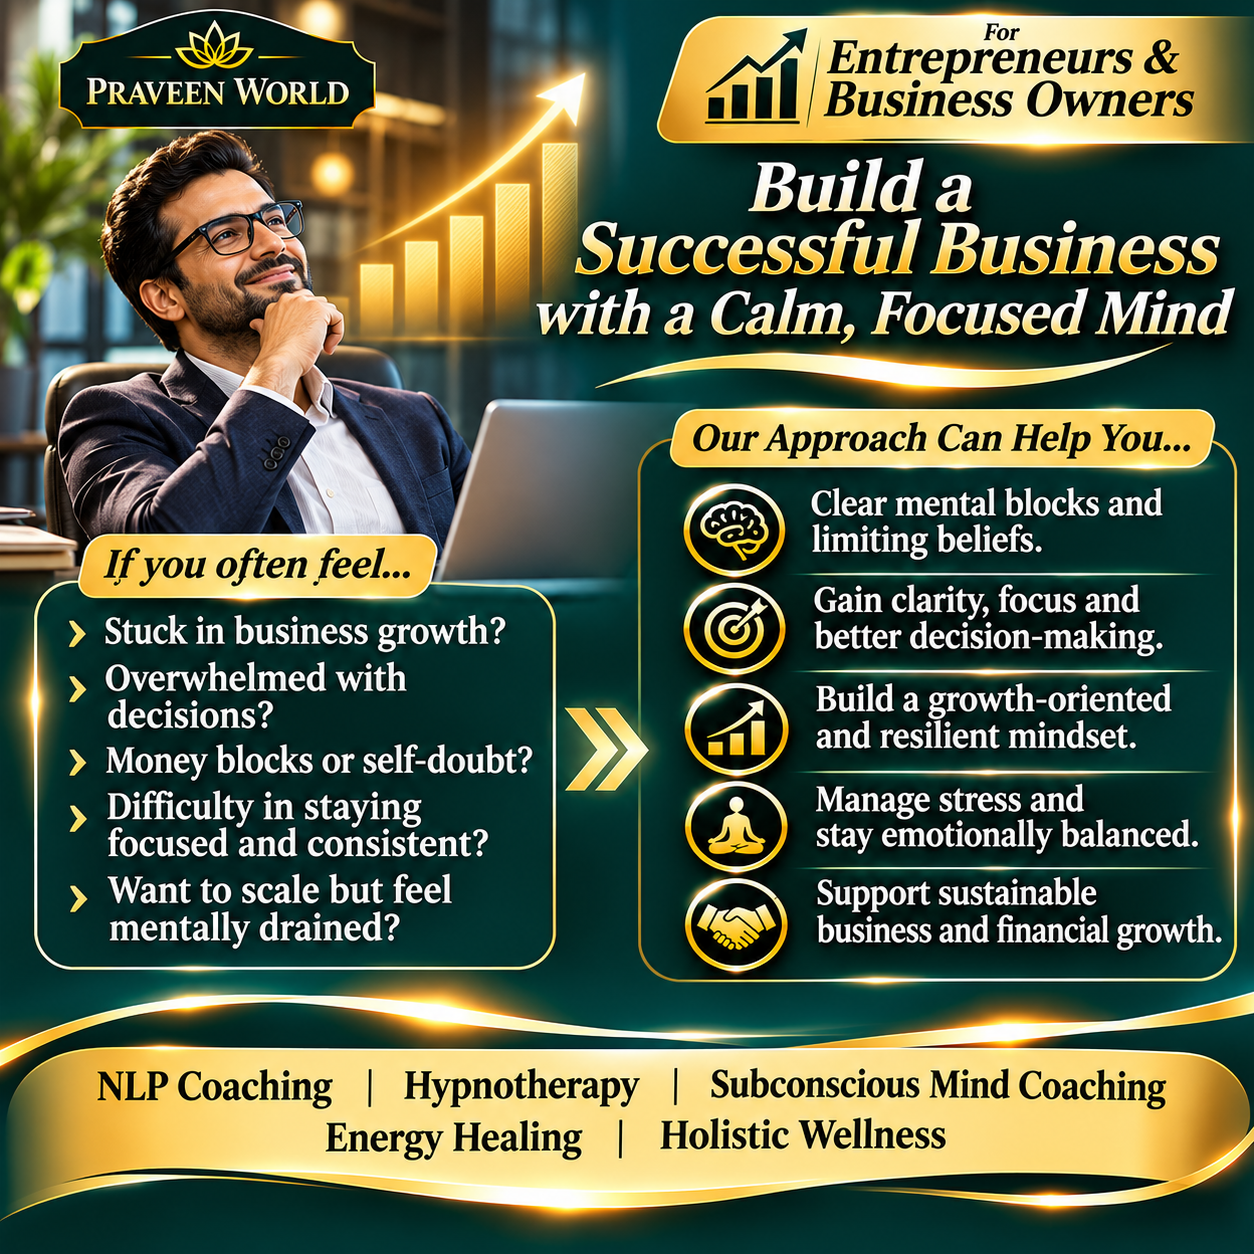 PRAVEEN WORLD
For
Entrepreneurs &
Business Owners
Build a
Successful Business
with a Calm, Focused Mind
If you often feel...
Stuck in business growth?
Overwhelmed with
decisions?
Money blocks or self-doubt?
Difficulty in staying
focused and consistent?
Want to scale but feel
mentally drained?
Our Approach Can Help You...
Clear mental blocks and
limiting beliefs.
Gain clarity, focus and
better decision-making.
Build a growth-oriented
and resilient mindset.
Manage stress and
stay emotionally balanced.
Support sustainable
business and financial growth.
NLP Coaching | Hypnotherapy | Subconscious Mind Coaching
Energy Healing | Holistic Wellness